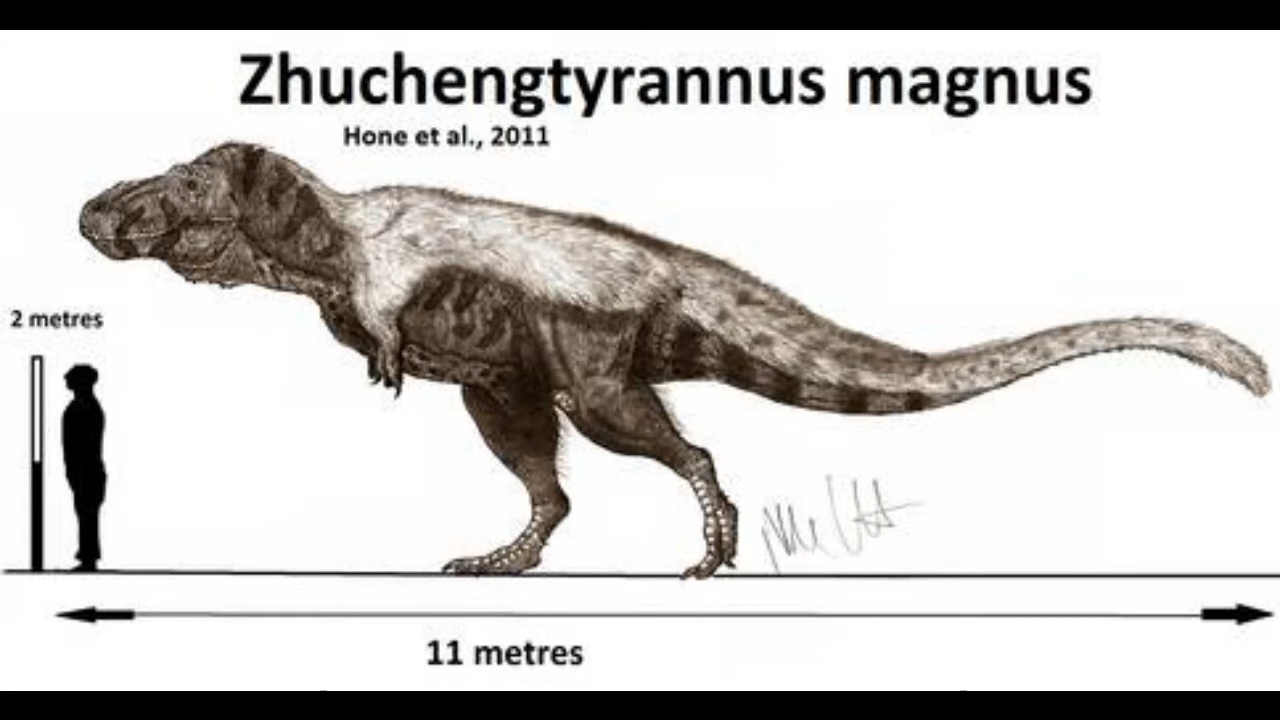 Zhuchengtyrannus magnus
Hone et al., 2011
2 metres
11 metres